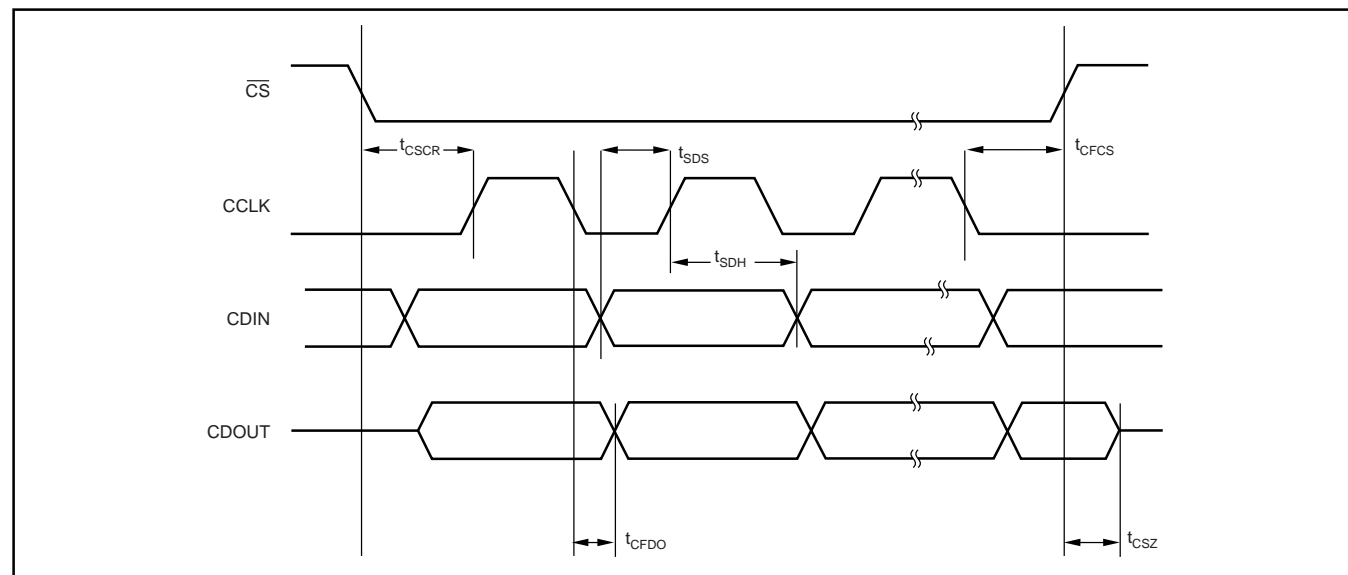 CS
tCSCR
tSDS
tCFCS
CCLK
tSDH
CDIN
CDOUT
tCFDO
tCSZ